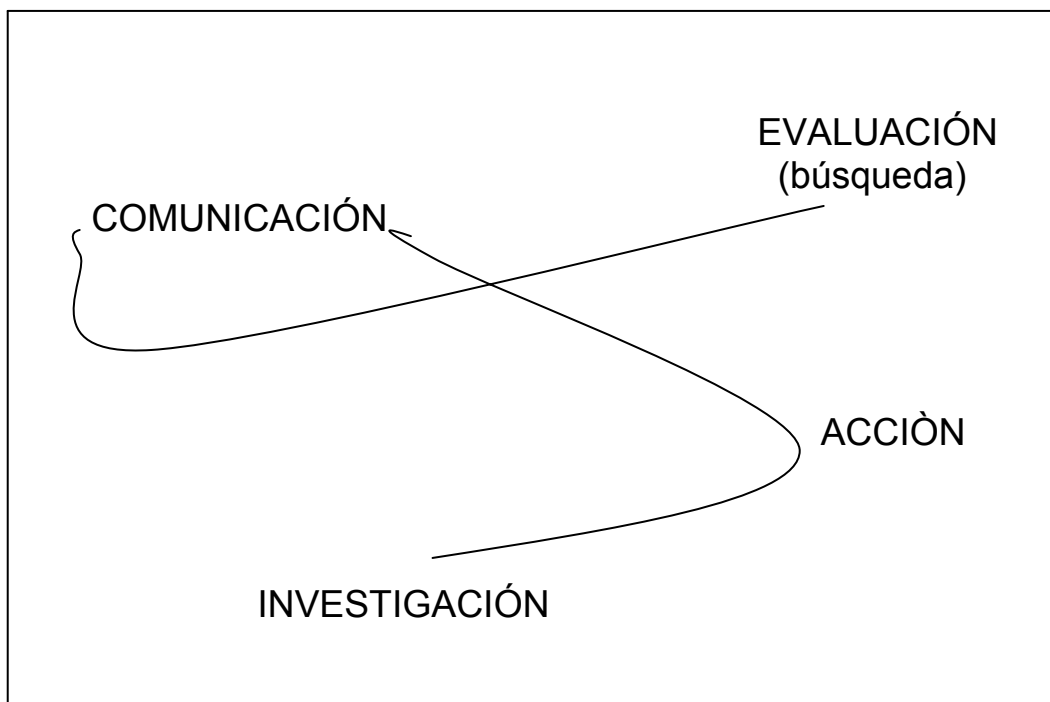 EVALUACIÓN
(búsqueda)
COMUNICACIÓN
ACCIÒN
INVESTIGACIÓN